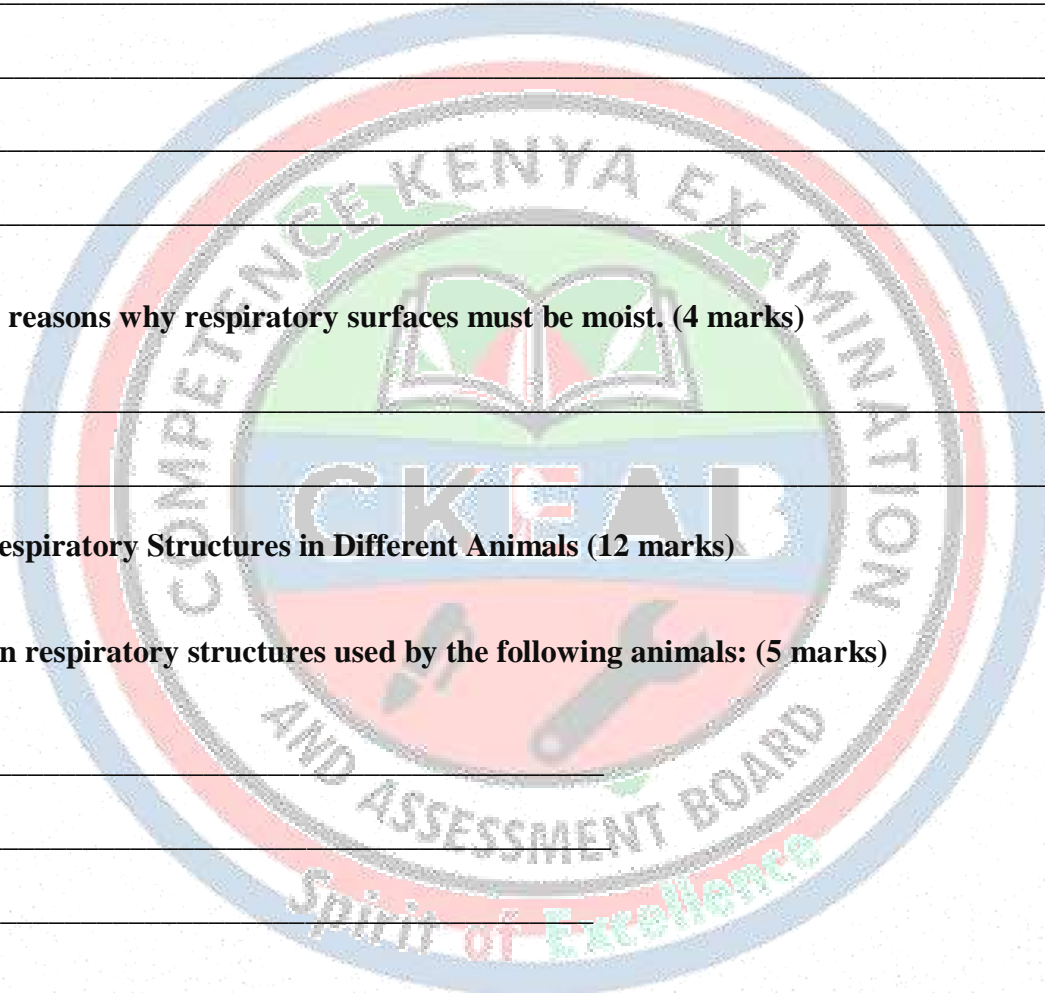 COMPETENCE KENYA EXAMINATION
reasons why respiratory surfaces must be moist. (4 marks)
CKEAB
espiratory Structures in Different Animals (12 marks)
n respiratory structures used by the following animals: (5 marks)
AND ASSESSMENT BOARD
Spirit of Excellence